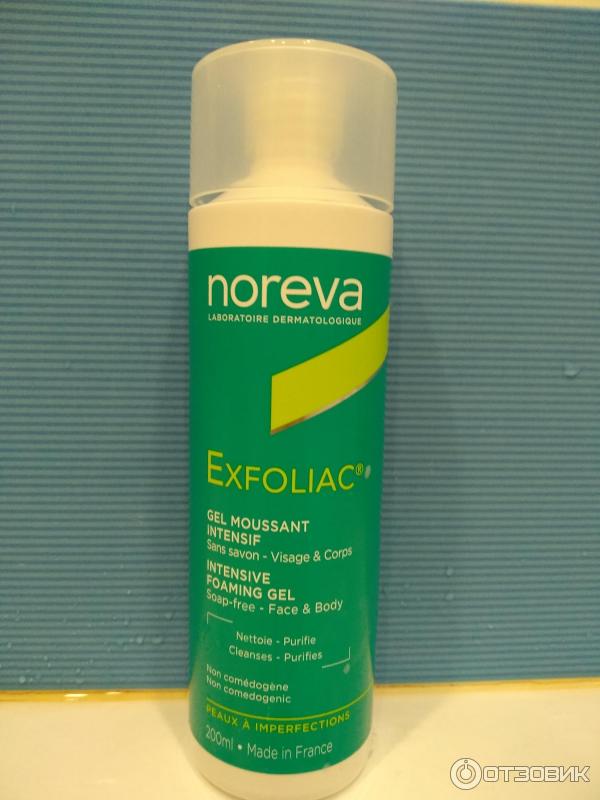 noreva
LABORATOIRE DERMATOLOGIQUE
EXFOLIAC®
GEL MOUSSANT
INTENSIF
Sans savon - Visage & Corps
INTENSIVE
FOAMING GEL
Soap-free - Face & Body
Nettoie - Purifie
Cleanses - Purifies
Non comédogène
Non comedogenic
PEAUX À IMPERFECTIONS
200ml • Made in France
ОТЗОВИК